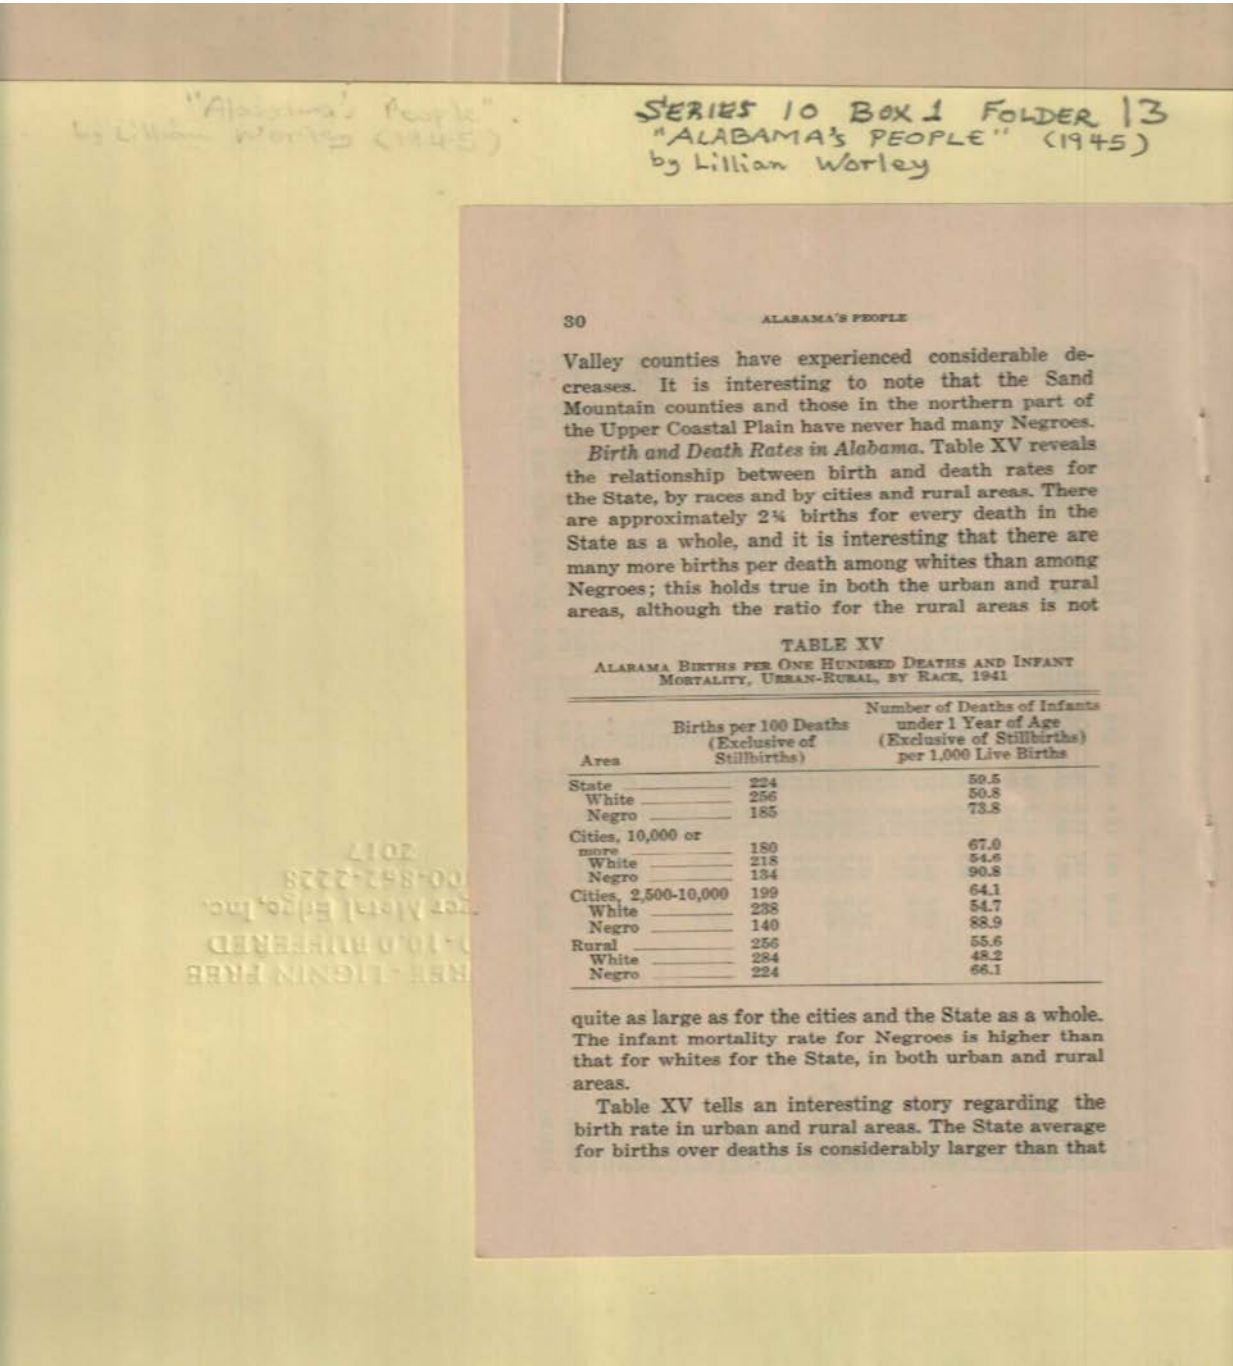 "Alabama's People".
by Lillian Worley (1945)
SERIES 10 BOX 1 FOLDER 13
"ALABAMA's PEOPLE" (1945)
by Lillian Worley
30 ALABAMA'S PEOPLE
Valley counties have experienced considerable de-
creases. It is interesting to note that the Sand
Mountain counties and those in the northern part of
the Upper Coastal Plain have never had many Negroes.
Birth and Death Rates in Alabama. Table XV reveals
the relationship between birth and death rates for
the State, by races and by cities and rural areas. There
are approximately 2¼ births for every death in the
State as a whole, and it is interesting that there are
many more births per death among whites than among
Negroes; this holds true in both the urban and rural
areas, although the ratio for the rural areas is not
TABLE XV
ALABAMA BIRTHS PER ONE HUNDRED DEATHS AND INFANT
MORTALITY, URBAN-RURAL, BY RACE, 1941
Number of Deaths of Infants
Births per 100 Deaths under 1 Year of Age
(Exclusive of (Exclusive of Stillbirths)
Area Stillbirths) per 1,000 Live Births
State 224 59.5
White 256 50.8
Negro 185 73.8
Cities, 10,000 or
more 180 67.0
White 218 54.6
Negro 134 90.8
Cities, 2,500-10,000 199 64.1
White 238 54.7
Negro 140 88.9
Rural 256 55.6
White 284 48.2
Negro 224 66.1
quite as large as for the cities and the State as a whole.
The infant mortality rate for Negroes is higher than
that for whites for the State, in both urban and rural
areas.
Table XV tells an interesting story regarding the
birth rate in urban and rural areas. The State average
for births over deaths is considerably larger than that